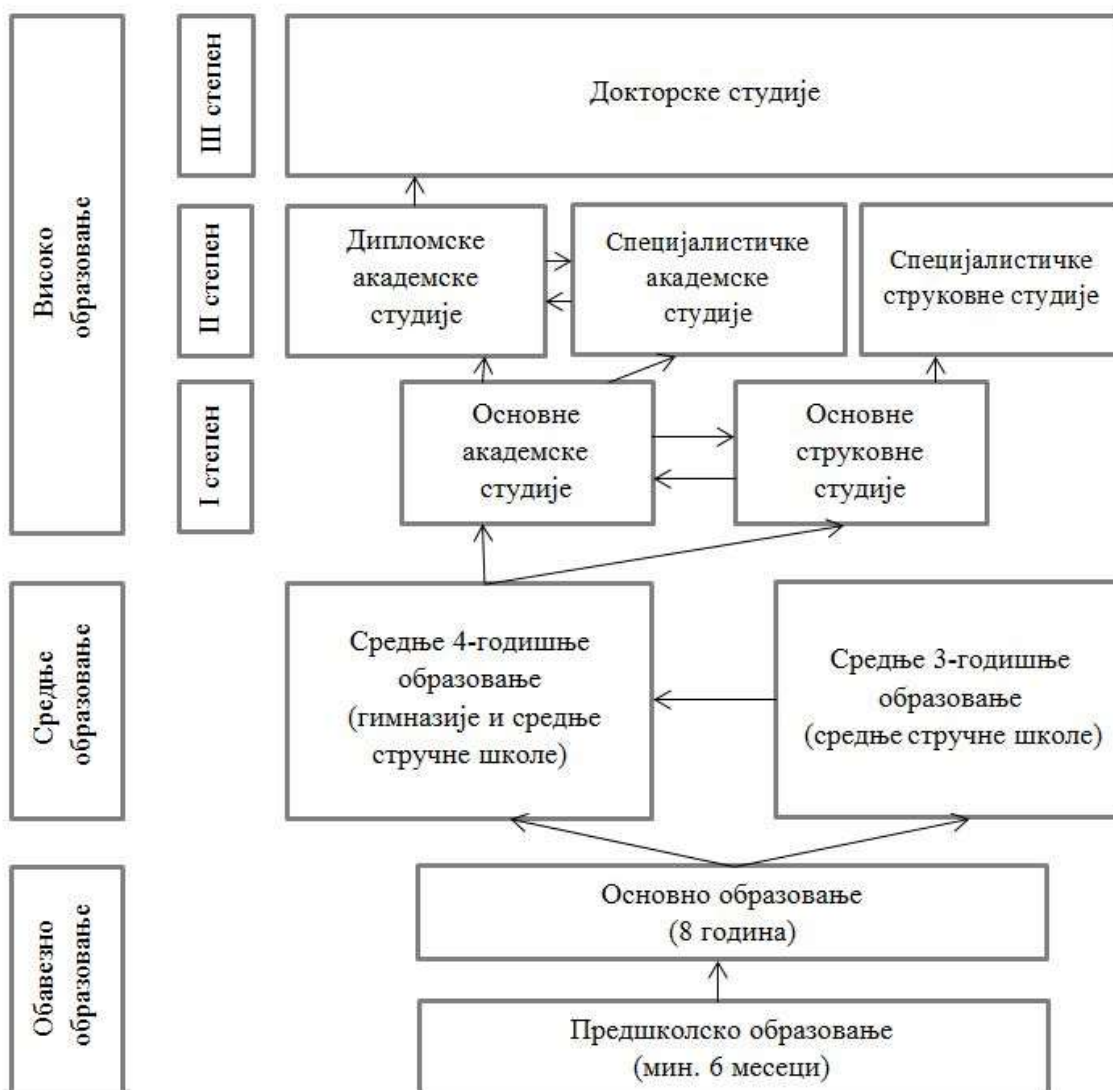 Високо
образовање
III степен
Докторске студије
II степен
Дипломске
академске
студије
Специјалистичке
академске
студије
Специјалистичке
струковне студије
I степен
Основне
академске
студије
Основне
струковне
студије
Средње
образовање
Средње 4-годишње
образовање
(гимназије и средње
стручне школе)
Средње 3-годишње
образовање
(средње стручне школе)
Обавезно
образовање
Основно образовање
(8 година)
Предшколско образовање
(мин. 6 месеци)